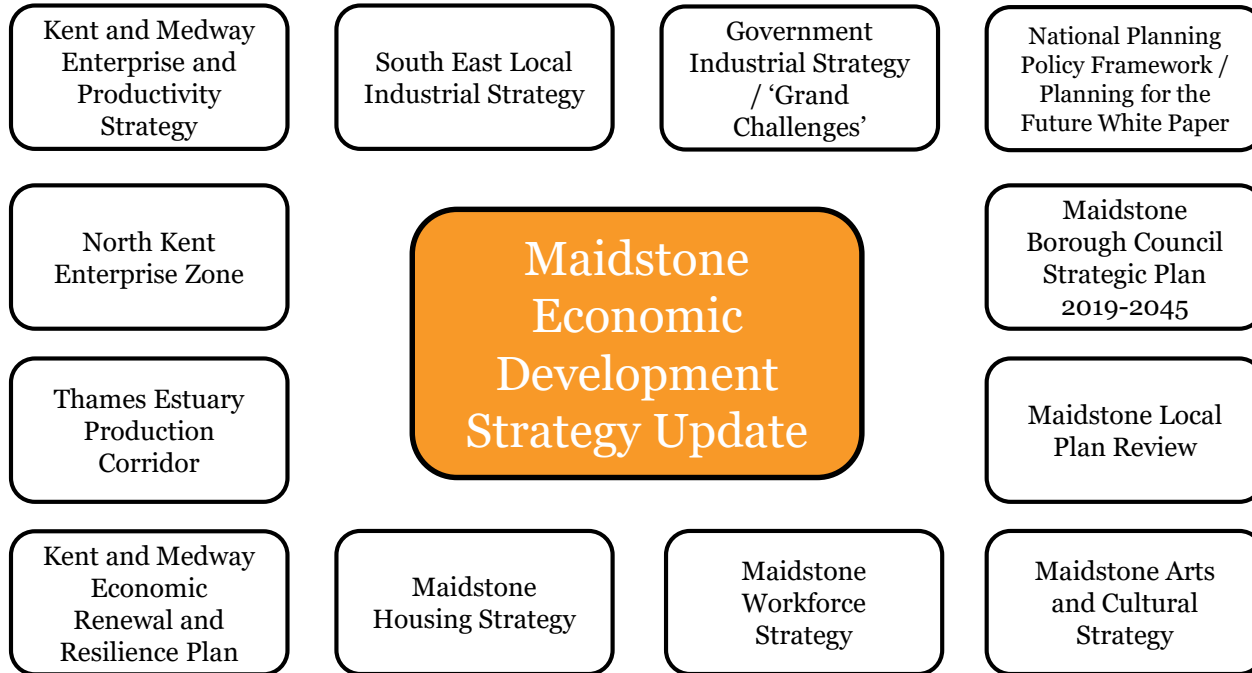 Kent and Medway
Enterprise and
Productivity
Strategy
South East Local
Industrial Strategy
Government
Industrial Strategy
/ ‘Grand
Challenges’
National Planning
Policy Framework /
Planning for the
Future White Paper
North Kent
Enterprise Zone
Maidstone
Economic
Development
Strategy Update
Maidstone
Borough Council
Strategic Plan
2019-2045
Thames Estuary
Production
Corridor
Maidstone Local
Plan Review
Kent and Medway
Economic
Renewal and
Resilience Plan
Maidstone
Housing Strategy
Maidstone
Workforce
Strategy
Maidstone Arts
and Cultural
Strategy